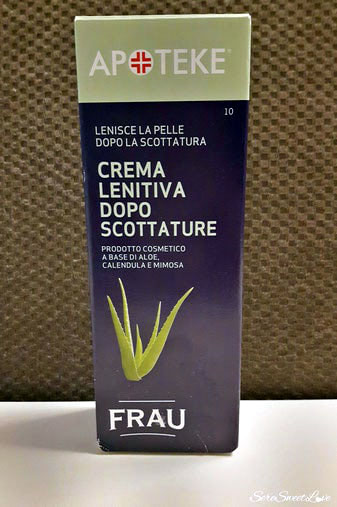 APOTEKE
10
LENISCE LA PELLE
DOPO LA SCOTTATURA
CREMA
LENITIVA
DOPO
SCOTTATURE
PRODOTTO COSMETICO
A BASE DI ALOE,
CALENDULA E MIMOSA
FRAU
SereSweetLove